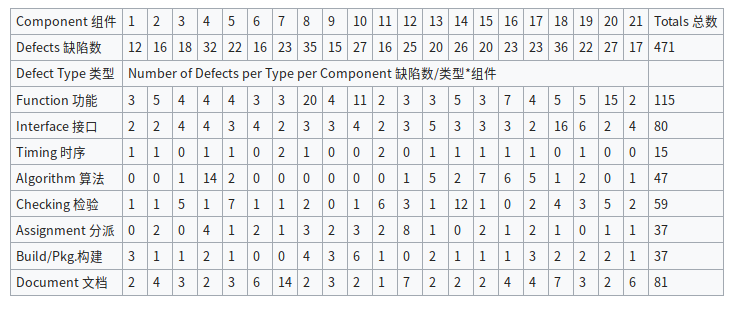 Component 组件 1 2 3 4 5 6 7 8 9 10 11 12 13 14 15 16 17 18 19 20 21 Totals 总数
Defects 缺陷数 12 16 18 32 22 16 23 35 15 27 16 25 20 26 20 23 23 36 22 27 17 471
Defect Type 类型 Number of Defects per Type per Component 缺陷数/类型*组件
Function 功能 3 5 4 4 4 3 3 20 4 11 2 3 3 5 3 7 4 5 5 15 2 115
Interface 接口 2 2 4 4 3 4 2 3 3 4 2 3 5 3 3 3 2 16 6 2 4 80
Timing 时序 1 1 0 1 1 0 2 1 0 0 2 0 1 1 1 1 1 0 1 0 0 15
Algorithm 算法 0 0 1 14 2 0 0 0 0 0 0 1 5 2 7 6 5 1 2 0 1 47
Checking 检验 1 1 5 1 7 1 1 2 0 1 6 3 1 12 1 0 2 4 3 5 2 59
Assignment 分派 0 2 0 4 1 2 1 3 2 3 2 8 1 0 2 1 2 1 0 1 1 37
Build/Pkg.构建 3 1 1 2 1 0 0 4 3 6 1 0 2 1 1 1 3 2 2 2 1 37
Document 文档 2 4 3 2 3 6 14 2 3 2 1 7 2 2 2 4 4 7 3 2 6 81